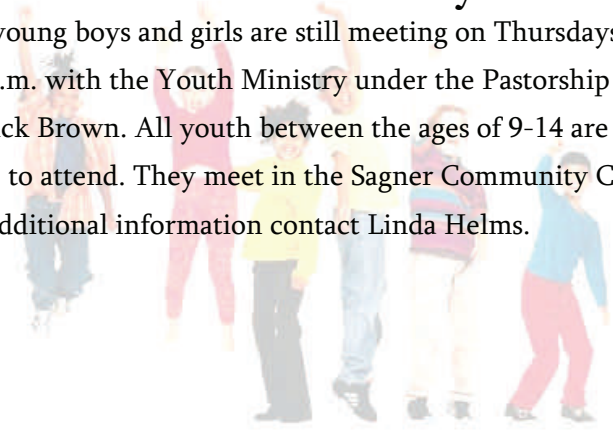 young boys and girls are still meeting on Thursdays
.m. with the Youth Ministry under the Pastorship
ck Brown. All youth between the ages of 9-14 are
to attend. They meet in the Sagner Community C
dditional information contact Linda Helms.